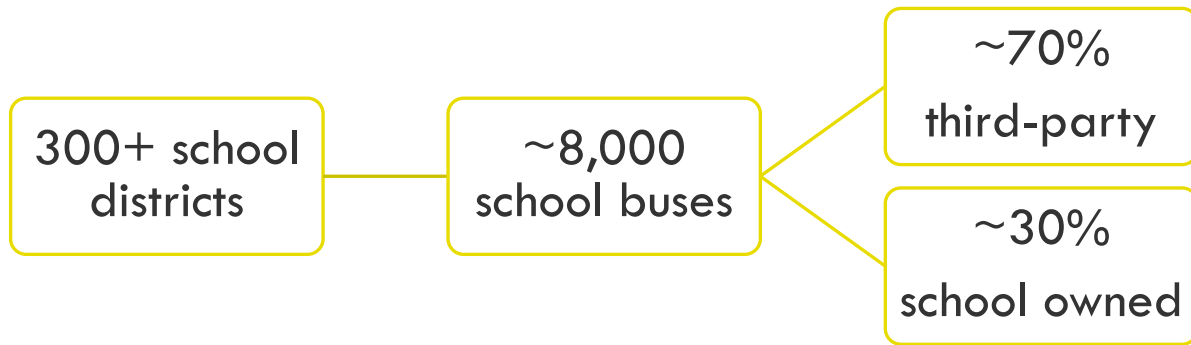 300+ school
districts
~8,000
school buses
~70%
third-party
~30%
school owned